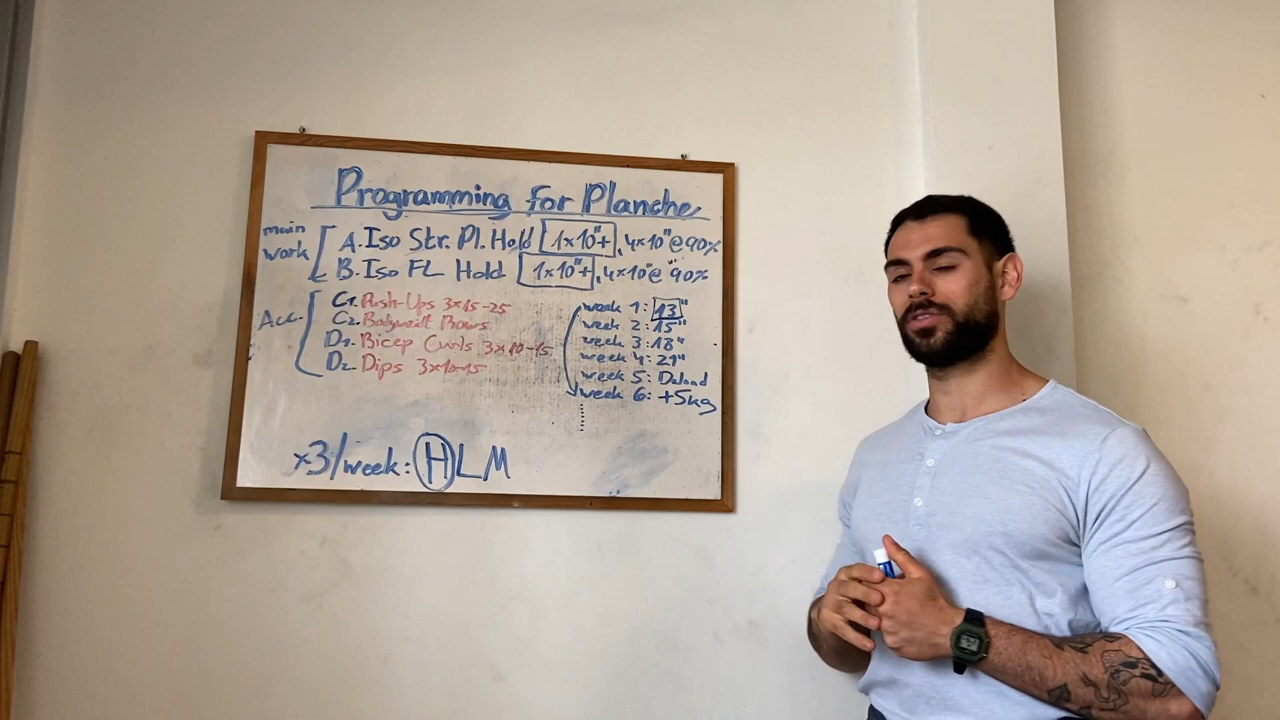 Programming for Planche
main work
A. Iso Str. Pl. Hold 1x10"+, 4x10"@90%
B. Iso FL Hold 1x10"+, 4x10@ 90%
Acc.
C1. Push-Ups 3x15-25
C2. Bodyweight Rows
D1. Bicep Curls 3x10-15
D2. Dips 3x10-15
week 1: 13"
week 2: 15"
week 3: 18"
week 4: 21"
week 5: Deload
week 6: +5kg
x3/week: H L M